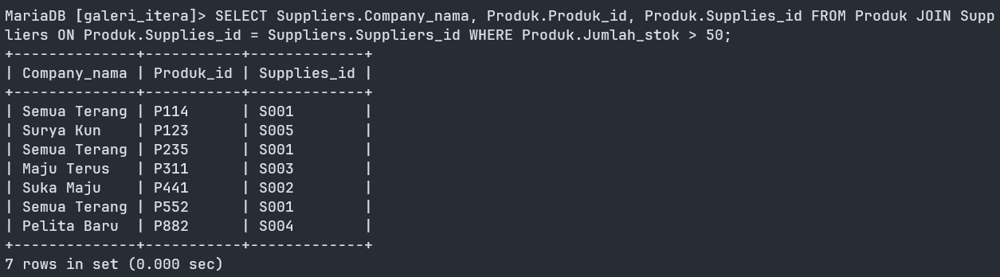 MariaDB [galeri_itera]> SELECT Suppliers.Company_nama, Produk.Produk_id, Produk.Supplies_id FROM Produk JOIN Supp
liers ON Produk.Supplies_id = Suppliers.Suppliers_id WHERE Produk.Jumlah_stok > 50;
+--------------+-----------+-------------+
| Company_nama | Produk_id | Supplies_id |
+--------------+-----------+-------------+
| Semua Terang | P114      | S001        |
| Surya Kun    | P123      | S005        |
| Semua Terang | P235      | S001        |
| Maju Terus   | P311      | S003        |
| Suka Maju    | P441      | S002        |
| Semua Terang | P552      | S001        |
| Pelita Baru  | P882      | S004        |
+--------------+-----------+-------------+
7 rows in set (0.000 sec)